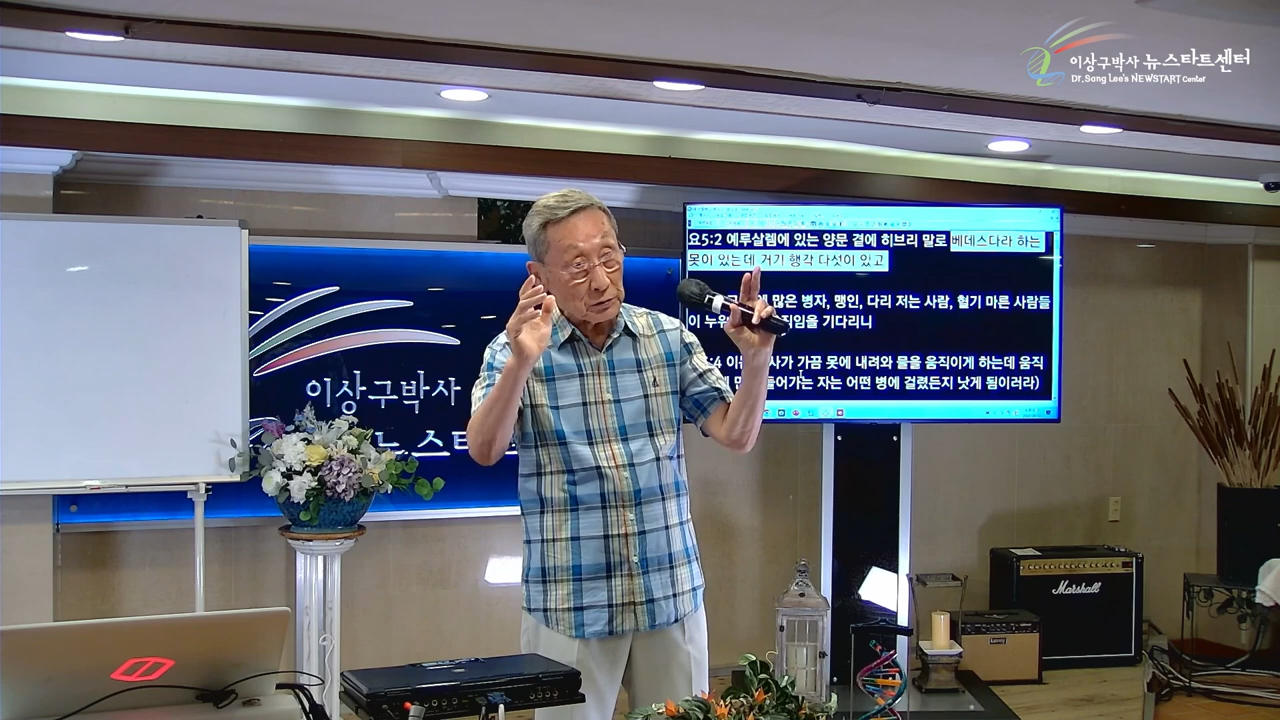 이상구박사 뉴스타트센터
Dr. Sang Lee's NEWSTART Center
요5:2 예루살렘에 있는 양문 곁에 히브리 말로 베데스다라 하는
못이 있는데 거기 행각 다섯이 있고
많은 병자, 맹인, 다리 저는 사람, 혈기 마른 사람들
이 누워 기다리니
:4 이는 가끔 못에 내려와 물을 움직이게 하는데 움직
들어가는 자는 어떤 병에 걸렸든지 낫게 됨이러라)
이상구박사
뉴스타트
Marshall
Laney